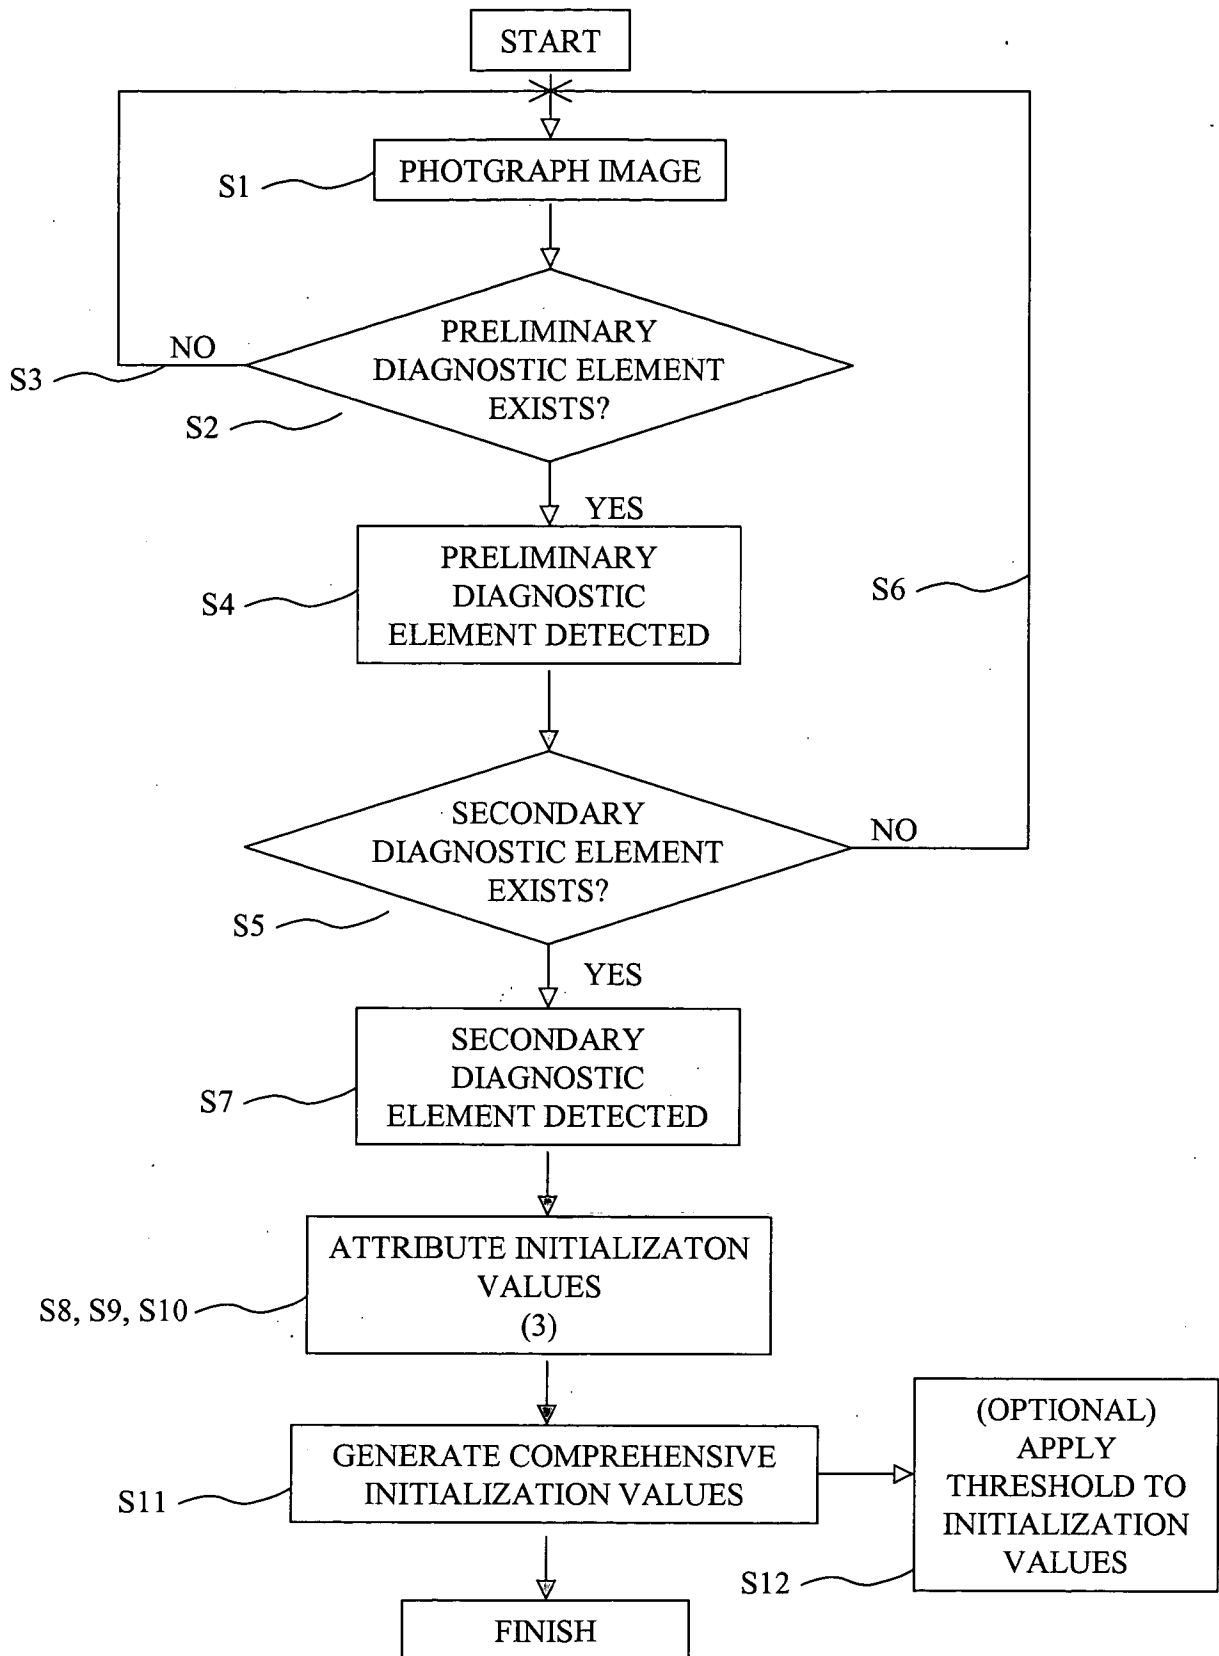 START
PHOTGRAPH IMAGE
S1
PRELIMINARY
DIAGNOSTIC ELEMENT
EXISTS?
NO
S3
S2
YES
PRELIMINARY
DIAGNOSTIC
ELEMENT DETECTED
S4
S6
SECONDARY
DIAGNOSTIC ELEMENT
EXISTS?
NO
S5
YES
SECONDARY
DIAGNOSTIC
ELEMENT DETECTED
S7
ATTRIBUTE INITIALIZATON
VALUES
(3)
S8, S9, S10
GENERATE COMPREHENSIVE
INITIALIZATION VALUES
S11
(OPTIONAL)
APPLY
THRESHOLD TO
INITIALIZATION
VALUES
S12
FINISH